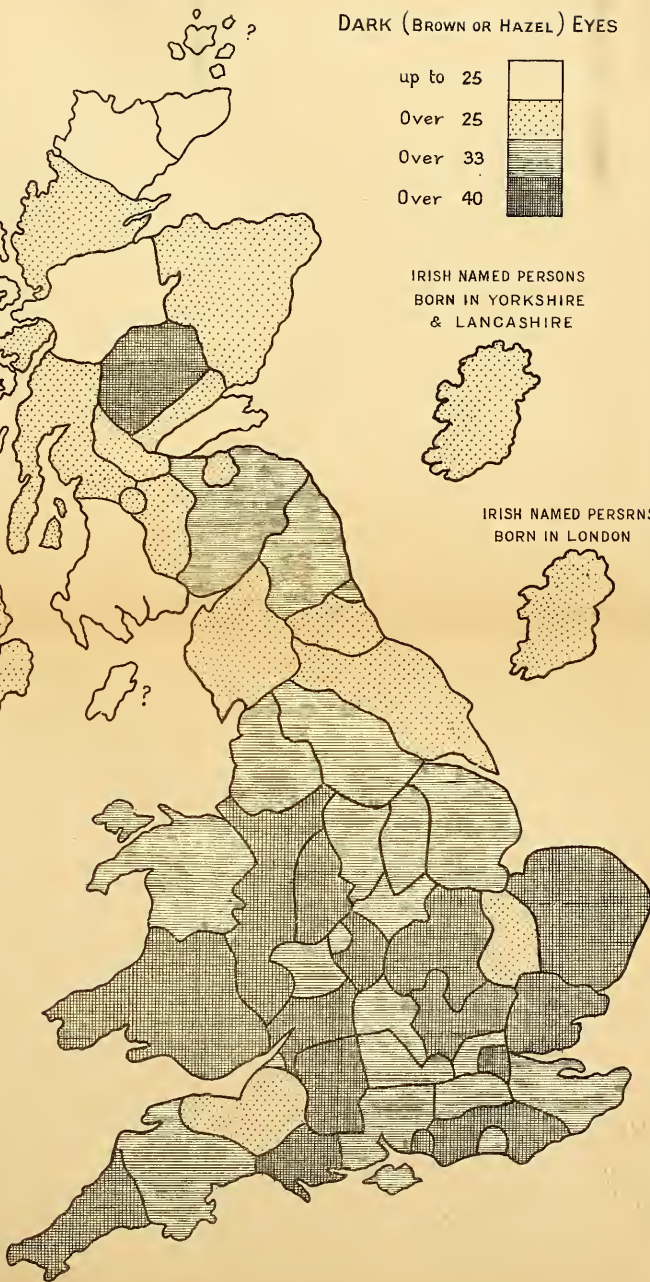 DARK (BROWN OR HAZEL) EYES
up to 25
Over 25
Over 33
Over 40
?
IRISH NAMED PERSONS
BORN IN YORKSHIRE
& LANCASHIRE
IRISH NAMED PERSRNS
BORN IN LONDON
?